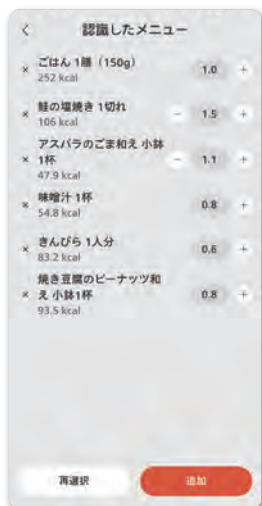 認識したメニュー
× ごはん 1膳（150g） 1.0 +
252 kcal
× 鮭の塩焼き 1切れ － 1.5 +
106 kcal
アスパラのごま和え 小鉢
× 1杯 － 1.1 +
47.9 kcal
× 味噌汁 1杯 0.8 +
54.8 kcal
× きんぴら 1人分 0.6 +
83.2 kcal
焼き豆腐のピーナッツ和
× え 小鉢1杯 0.8 +
93.5 kcal
再選択 追加